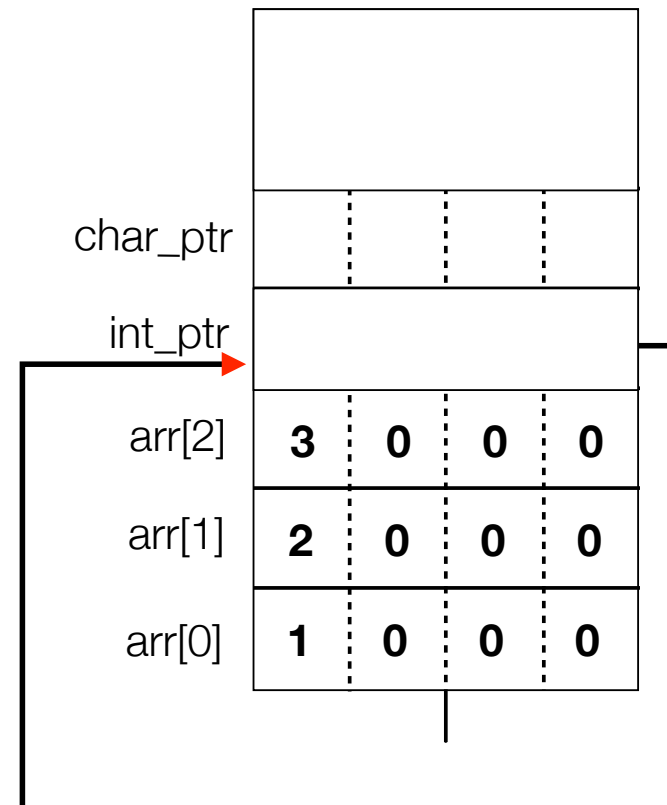 char_ptr
int_ptr
arr[2] 3 0 0 0
arr[1] 2 0 0 0
arr[0] 1 0 0 0